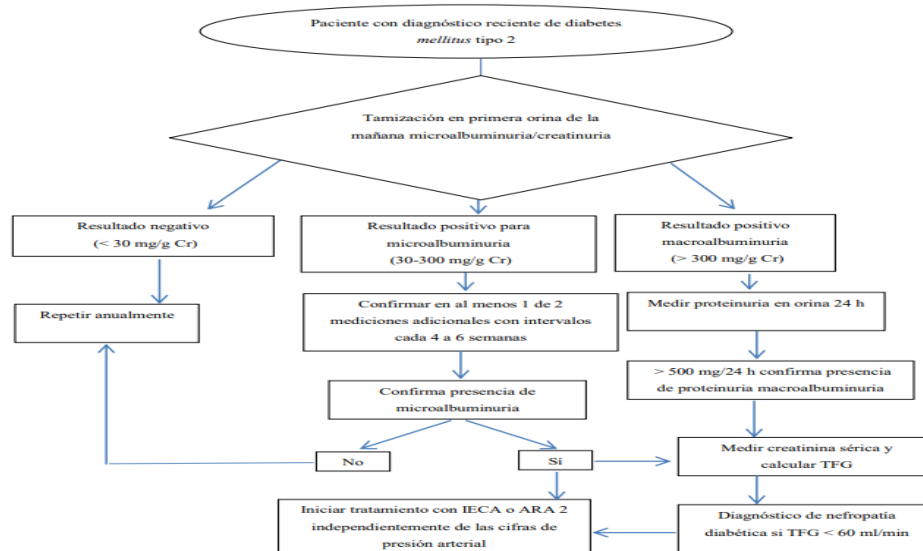 Paciente con diagnóstico reciente de diabetes
mellitus tipo 2
Tamización en primera orina de la
mañana microalbuminuria/creatinuria
Resultado negativo
(< 30 mg/g Cr)
Resultado positivo para
microalbuminuria
(30-300 mg/g Cr)
Resultado positivo
macroalbuminuria
(> 300 mg/g Cr)
Repetir anualmente
Confirmar en al menos 1 de 2
mediciones adicionales con intervalos
cada 4 a 6 semanas
Medir proteinuria en orina 24 h
> 500 mg/24 h confirma presencia
de proteinuria macroalbuminuria
Confirma presencia de
microalbuminuria
No
Sí
Medir creatinina sérica y
calcular TFG
Iniciar tratamiento con IECA o ARA 2
independientemente de las cifras de
presión arterial
Diagnóstico de nefropatía
diabética si TFG < 60 ml/min